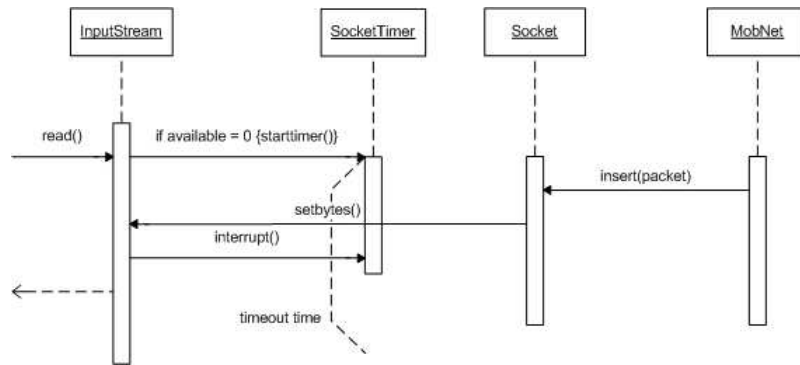 InputStream
SocketTimer
Socket
MobNet
read()
if available = 0 {starttimer()}
insert(packet)
setbytes()
interrupt()
timeout time